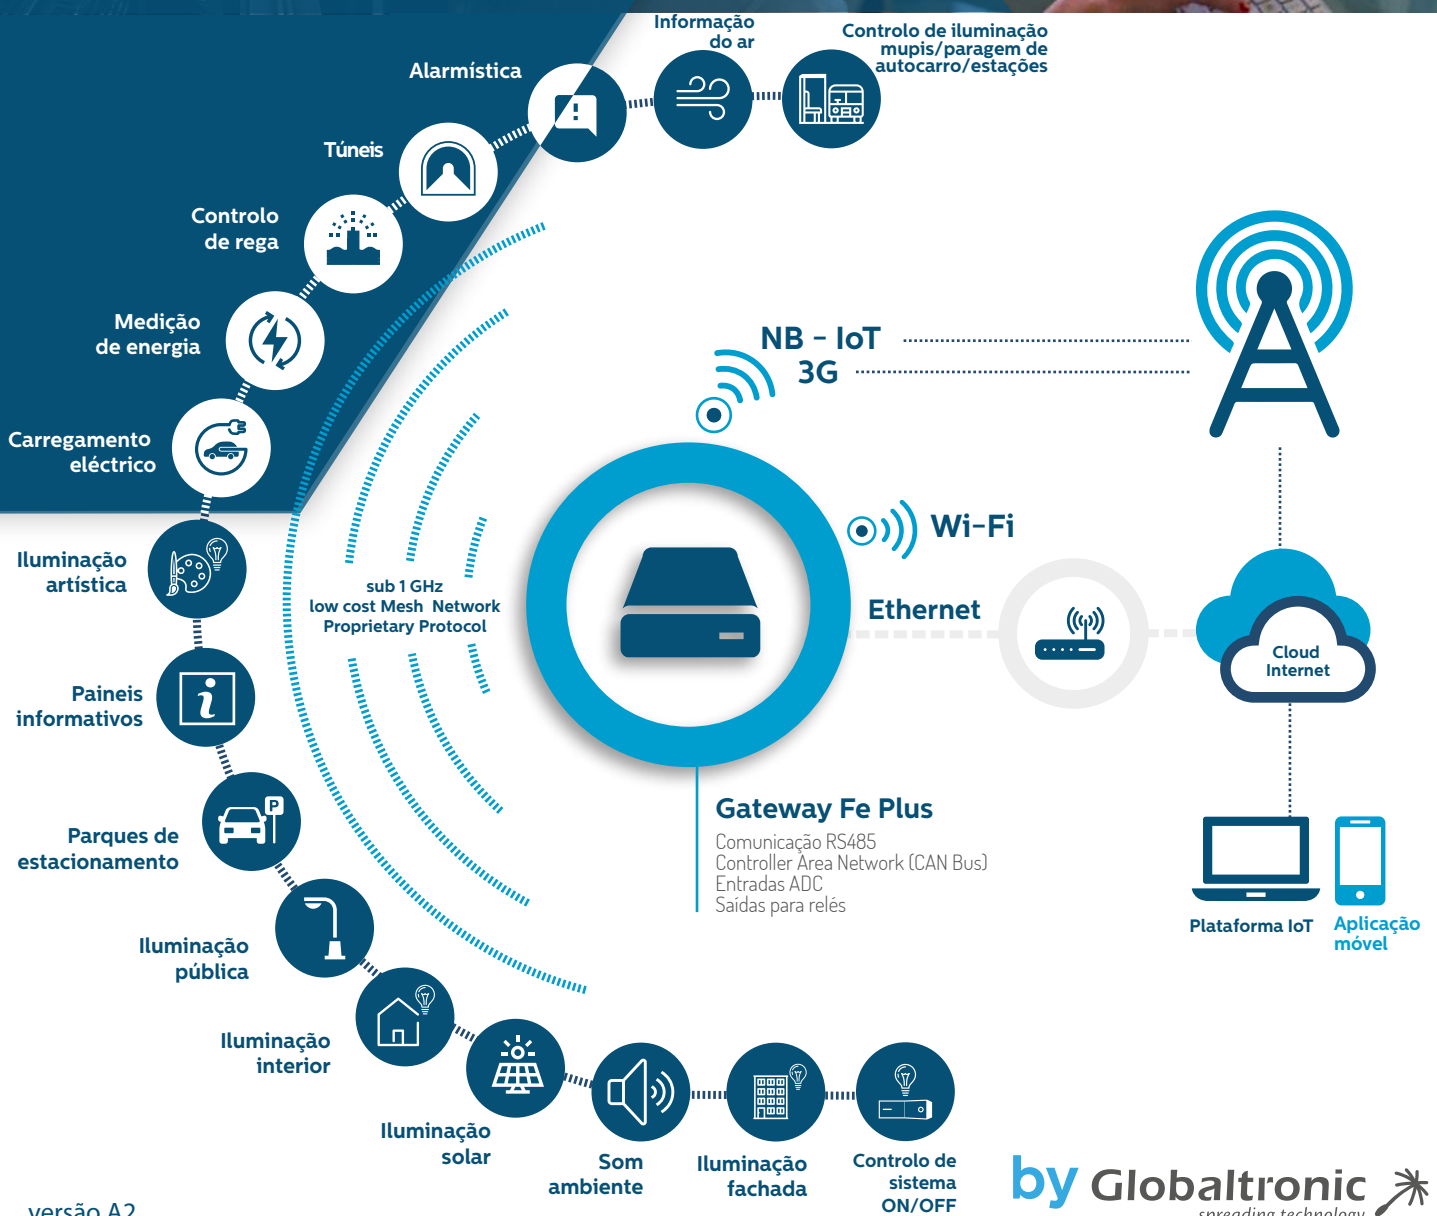 Informação
do ar
Controlo de iluminação
mupis/paragem de
autocarro/estações
Alarmística
Túneis
Controlo
de rega
Medição
de energia
Carregamento
eléctrico
Iluminação
artística
Paineis
informativos
Parques de
estacionamento
P
Iluminação
pública
Iluminação
interior
Iluminação
solar
Som
ambiente
Iluminação
fachada
Controlo de
sistema
ON/OFF
sub 1 GHz
low cost Mesh Network
Proprietary Protocol
NB - IoT
3G
Wi-Fi
Ethernet
Cloud
Internet
Gateway Fe Plus
Comunicação RS485
Controller Area Network (CAN Bus)
Entradas ADC
Saídas para relés
Plataforma IoT
Aplicação
móvel
versão A2
by Globaltronic
spreading technology